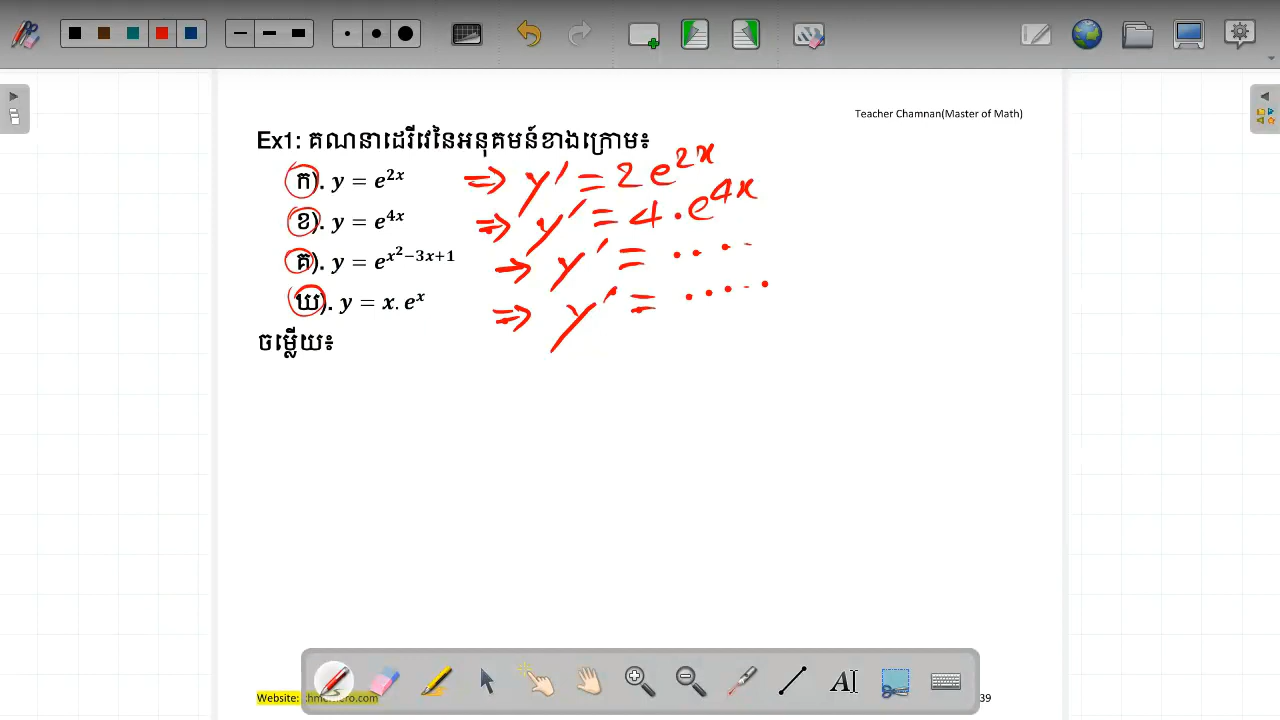 Teacher Chamnan(Master of Math)
Ex1: គណនាដេរីវេនៃអនុគមន៍ខាងក្រោម៖
ក). y = e^{2x} ⇒ y' = 2e^{2x}
ខ). y = e^{4x} ⇒ y' = 4 · e^{4x}
គ). y = e^{x²−3x+1} ⇒ y' = ....
ឃ). y = x. e^x ⇒ y' = .....
ចម្លើយ៖
Website: 39